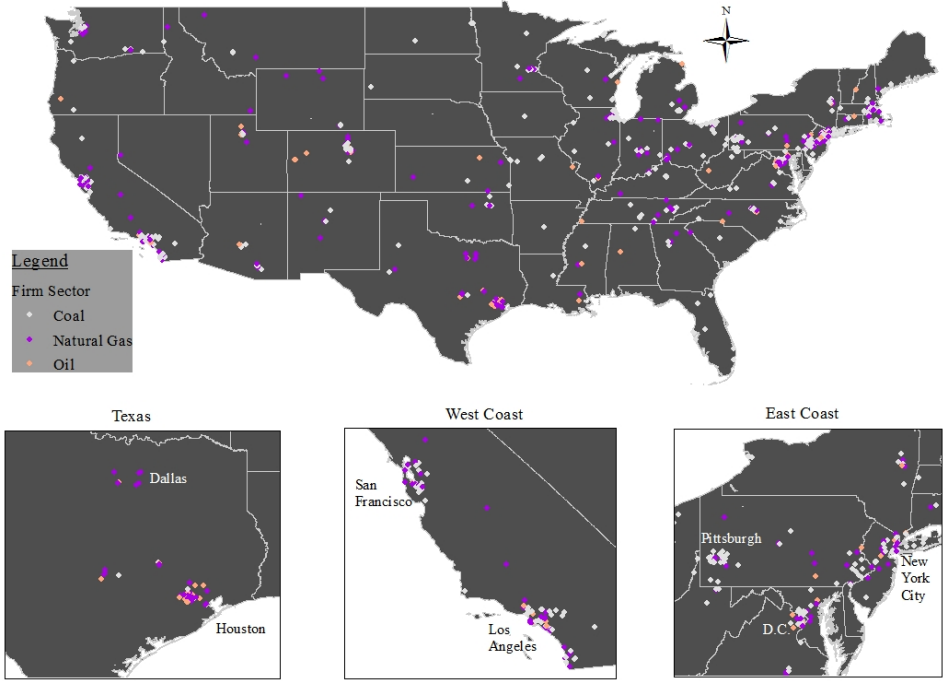 N
Legend
Firm Sector
Coal
Natural Gas
Oil
Texas
West Coast
East Coast
Dallas
Houston
San
Francisco
Los
Angeles
Pittsburgh
New
York
City
D.C.